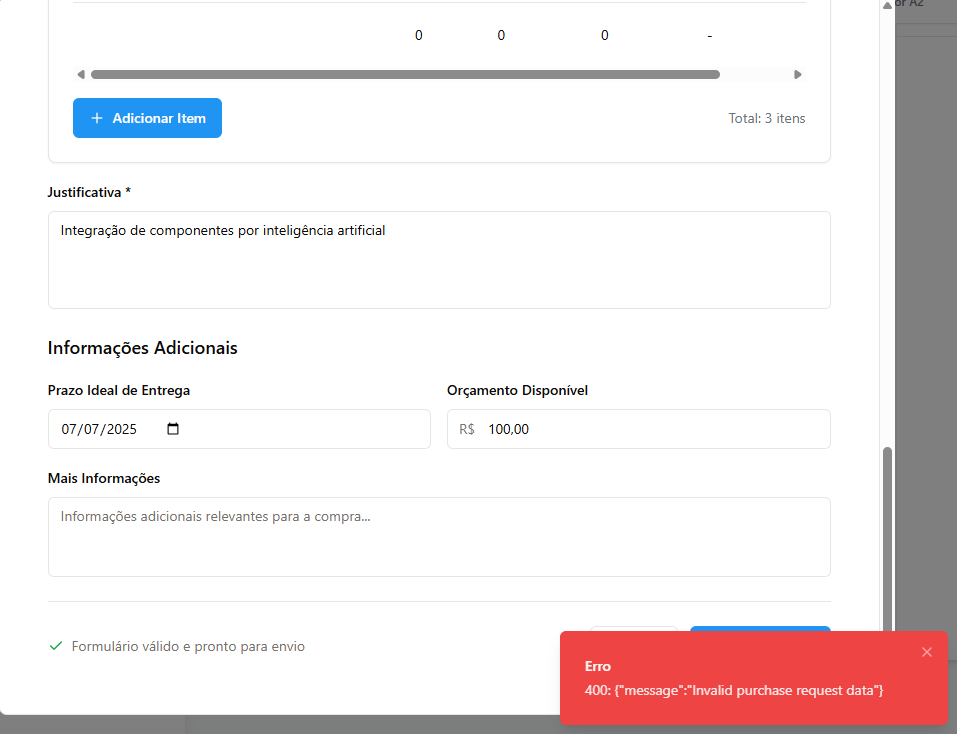 or A2
0 0 0 -
+ Adicionar Item Total: 3 itens
Justificativa *
Integração de componentes por inteligência artificial
Informações Adicionais
Prazo Ideal de Entrega Orçamento Disponível
07/07/2025 R$ 100,00
Mais Informações
Informações adicionais relevantes para a compra...
Formulário válido e pronto para envio
Erro
400: {"message":"Invalid purchase request data"}